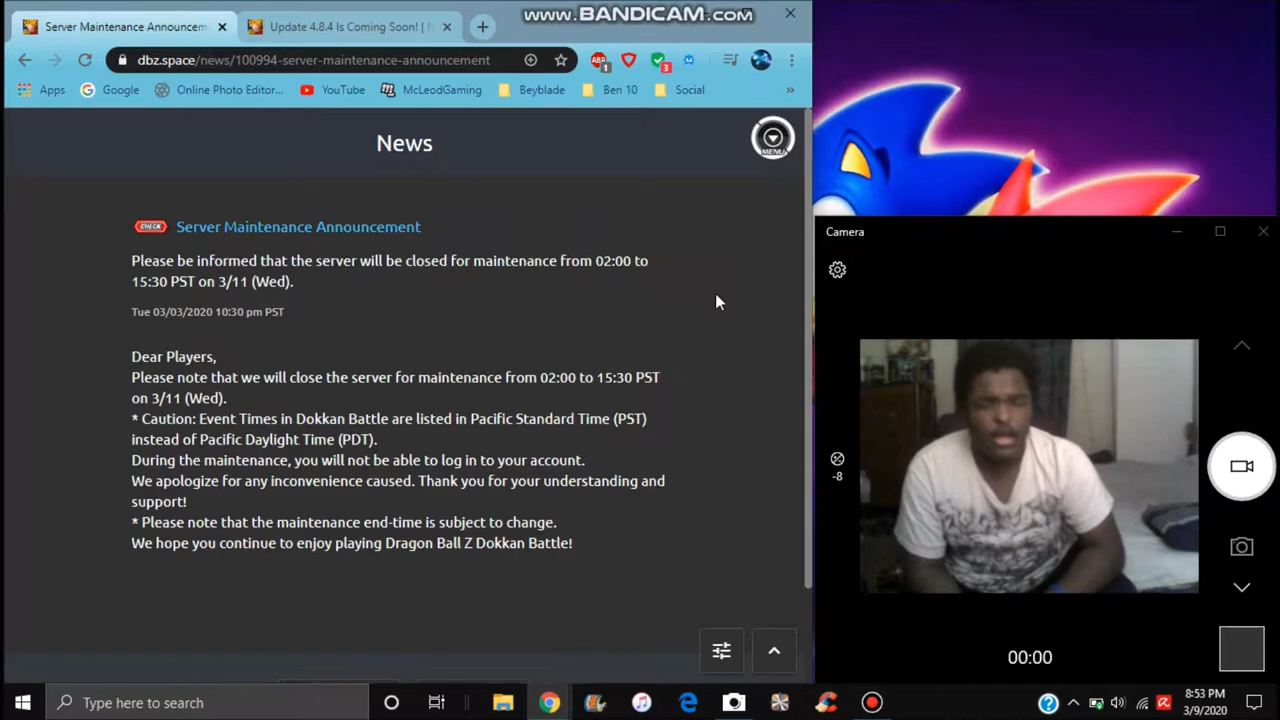 www.BANDICAM.com
Server Maintenance Announcem
Update 4.8.4 Is Coming Soon! | N
dbz.space/news/100994-server-maintenance-announcement
ABP
1
3
Apps
Google
Online Photo Editor...
YouTube
McLeodGaming
Beyblade
Ben 10
Social
»
News
MENU
CHECK
Server Maintenance Announcement
Please be informed that the server will be closed for maintenance from 02:00 to
15:30 PST on 3/11 (Wed).
Tue 03/03/2020 10:30 pm PST
Dear Players,
Please note that we will close the server for maintenance from 02:00 to 15:30 PST
on 3/11 (Wed).
* Caution: Event Times in Dokkan Battle are listed in Pacific Standard Time (PST)
instead of Pacific Daylight Time (PDT).
During the maintenance, you will not be able to log in to your account.
We apologize for any inconvenience caused. Thank you for your understanding and
support!
* Please note that the maintenance end-time is subject to change.
We hope you continue to enjoy playing Dragon Ball Z Dokkan Battle!
Camera
-8
00:00
Type here to search
8:53 PM
3/9/2020